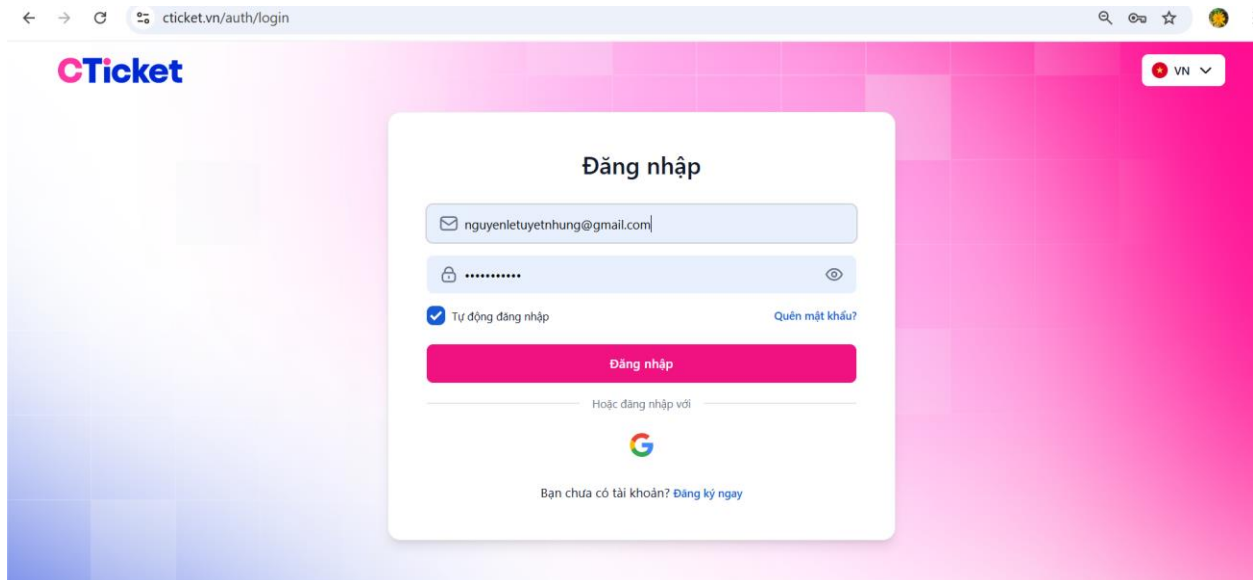 cticket.vn/auth/login
CTicket
VN
Đăng nhập
nguyenletuyetnhung@gmail.com
•••••••••••
Tự động đăng nhập
Quên mật khẩu?
Đăng nhập
Hoặc đăng nhập với
G
Bạn chưa có tài khoản? Đăng ký ngay